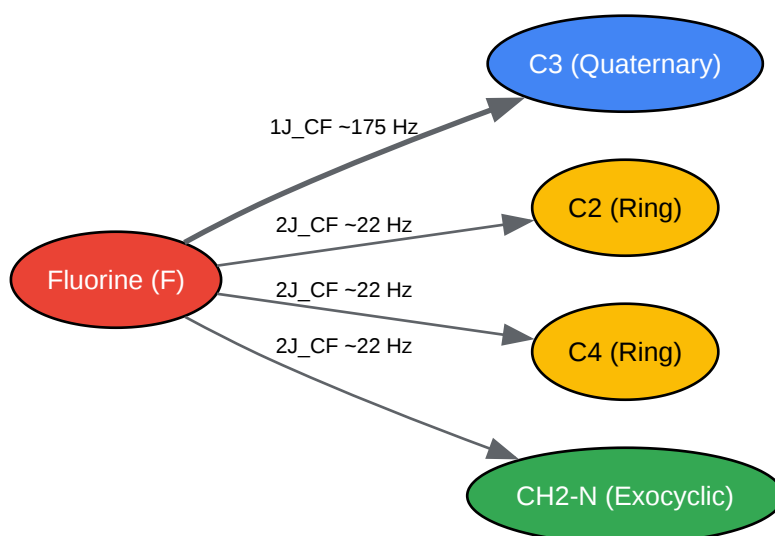 C3 (Quaternary)
1J_CF ~175 Hz
C2 (Ring)
2J_CF ~22 Hz
Fluorine (F)
2J_CF ~22 Hz
C4 (Ring)
2J_CF ~22 Hz
CH2-N (Exocyclic)